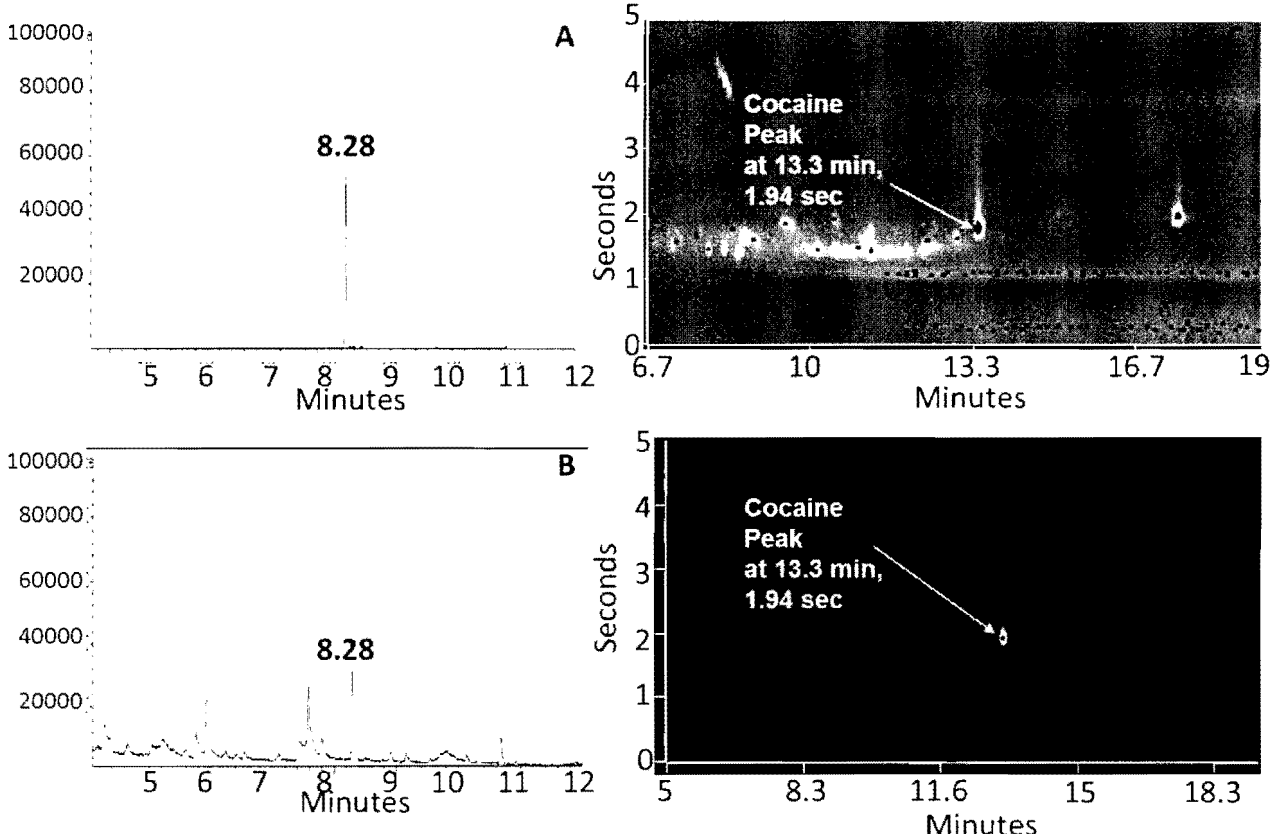 100000
80000
60000
40000
20000
A
8.28
5 6 7 8 9 10 11 12
Minutes
5
4
3
2
1
0
Seconds
Cocaine
Peak
at 13.3 min,
1.94 sec
6.7 10 13.3 16.7 19
Minutes
100000
80000
60000
40000
20000
B
8.28
5 6 7 8 9 10 11 12
Minutes
5
4
3
2
1
0
Seconds
Cocaine
Peak
at 13.3 min,
1.94 sec
5 8.3 11.6 15 18.3
Minutes